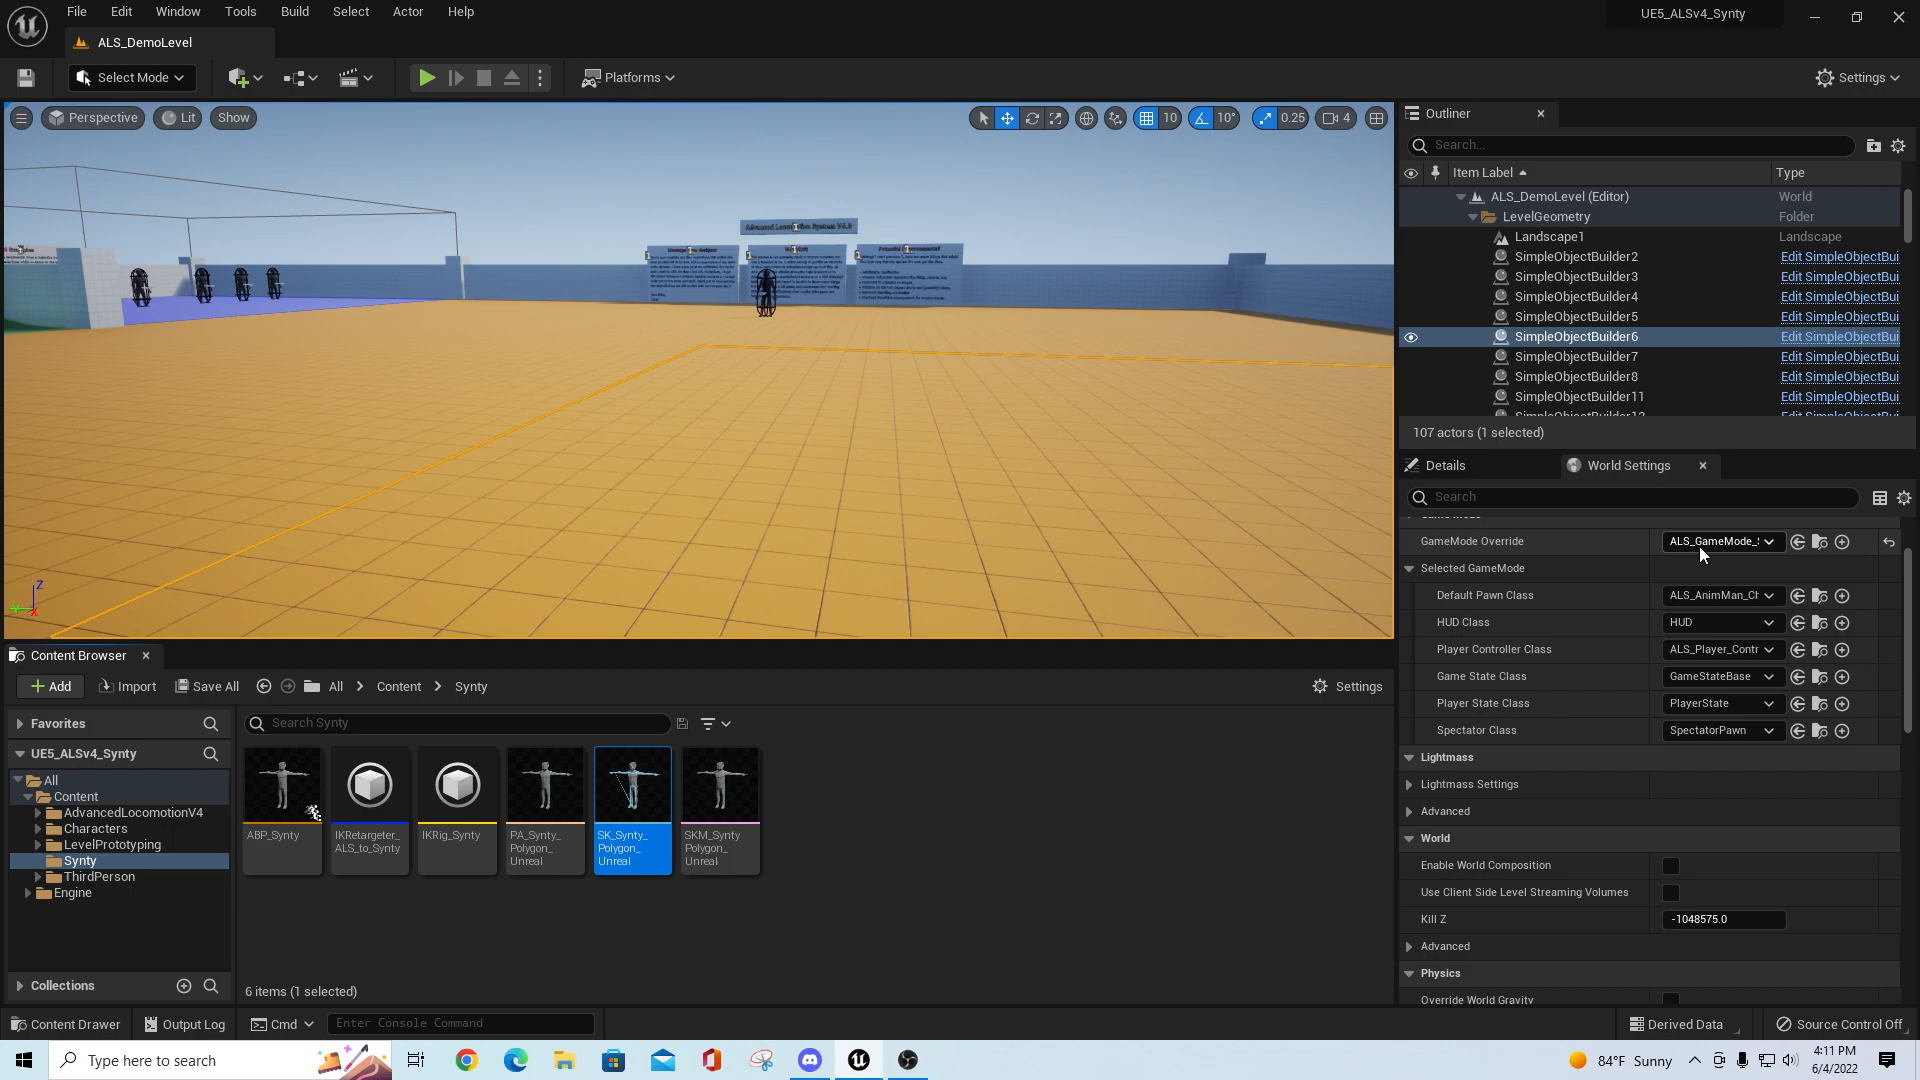 File Edit Window Tools Build Select Actor Help
UE5_ALSv4_Synty
ALS_DemoLevel
Select Mode
Platforms
Settings
Perspective
Lit
Show
10
10°
0.25
4
Advanced Locomotion System V4.0
Outliner
Search...
Item Label
Type
ALS_DemoLevel (Editor) World
LevelGeometry Folder
Landscape1 Landscape
SimpleObjectBuilder2 Edit SimpleObjectBui
SimpleObjectBuilder3 Edit SimpleObjectBui
SimpleObjectBuilder4 Edit SimpleObjectBui
SimpleObjectBuilder5 Edit SimpleObjectBui
SimpleObjectBuilder6 Edit SimpleObjectBui
SimpleObjectBuilder7 Edit SimpleObjectBui
SimpleObjectBuilder8 Edit SimpleObjectBui
SimpleObjectBuilder11 Edit SimpleObjectBui
107 actors (1 selected)
Details
World Settings
Search
GameMode Override ALS_GameMode_
Selected GameMode
Default Pawn Class ALS_AnimMan_Ch
HUD Class HUD
Player Controller Class ALS_Player_Contr
Game State Class GameStateBase
Player State Class PlayerState
Spectator Class SpectatorPawn
Lightmass
Lightmass Settings
Advanced
World
Enable World Composition
Use Client Side Level Streaming Volumes
Kill Z -1048575.0
Advanced
Physics
Override World Gravity
Content Browser
Add
Import
Save All
All
Content
Synty
Settings
Favorites
UE5_ALSv4_Synty
All
Content
AdvancedLocomotionV4
Characters
LevelPrototyping
Synty
ThirdPerson
Engine
Collections
Search Synty
ABP_Synty
IKRetargeter_
ALS_to_Synty
IKRig_Synty
PA_Synty_
Polygon_
Unreal
SK_Synty_
Polygon_
Unreal
SKM_Synty
Polygon_
Unreal
6 items (1 selected)
Content Drawer
Output Log
Cmd
Enter Console Command
Derived Data
Source Control Off
Type here to search
84°F Sunny
4:11 PM
6/4/2022